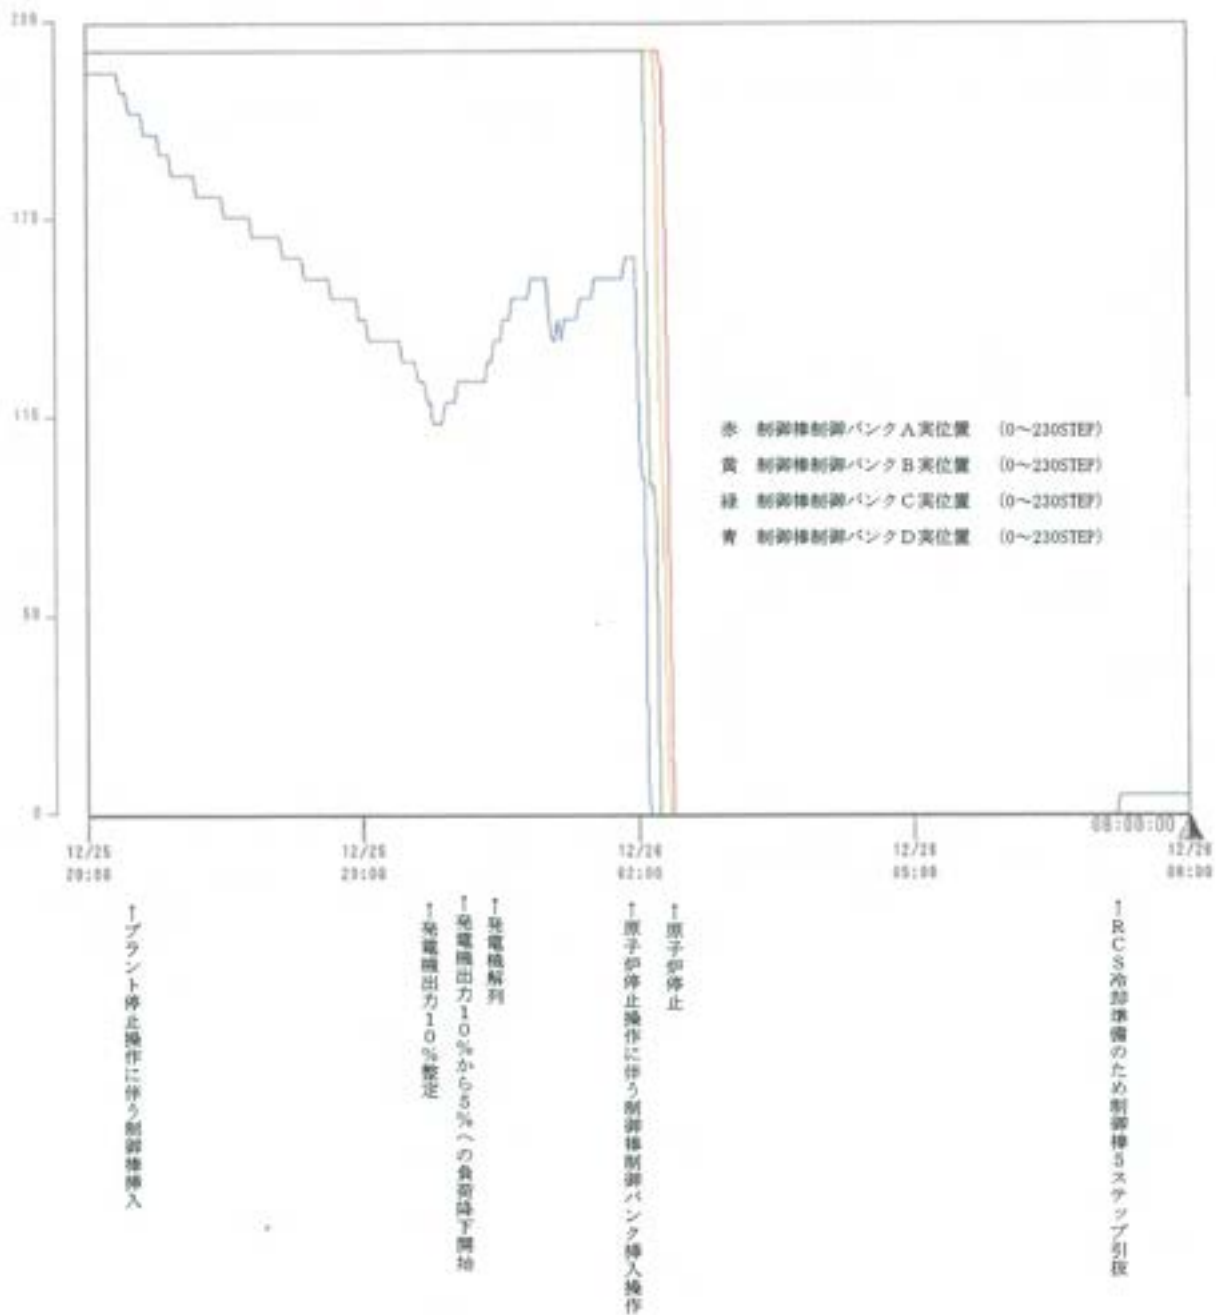 赤 制御棒制御バンクA実位置 (0～230STEP)
黄 制御棒制御バンクB実位置 (0～230STEP)
緑 制御棒制御バンクC実位置 (0～230STEP)
青 制御棒制御バンクD実位置 (0～230STEP)
0
08:00:00
12/25
20:00
12/25
23:00
12/26
02:00
12/26
05:00
12/26
08:00
↑プラント停止操作に伴う制御棒挿入
↑発電機出力10%整定
↑発電機出力10%から5%への負荷降下開始
↑発電機解列
↑原子炉停止操作に伴う制御棒制御バンク挿入操作
↑原子炉停止
↑RCS冷却準備のため制御棒5ステップ引抜